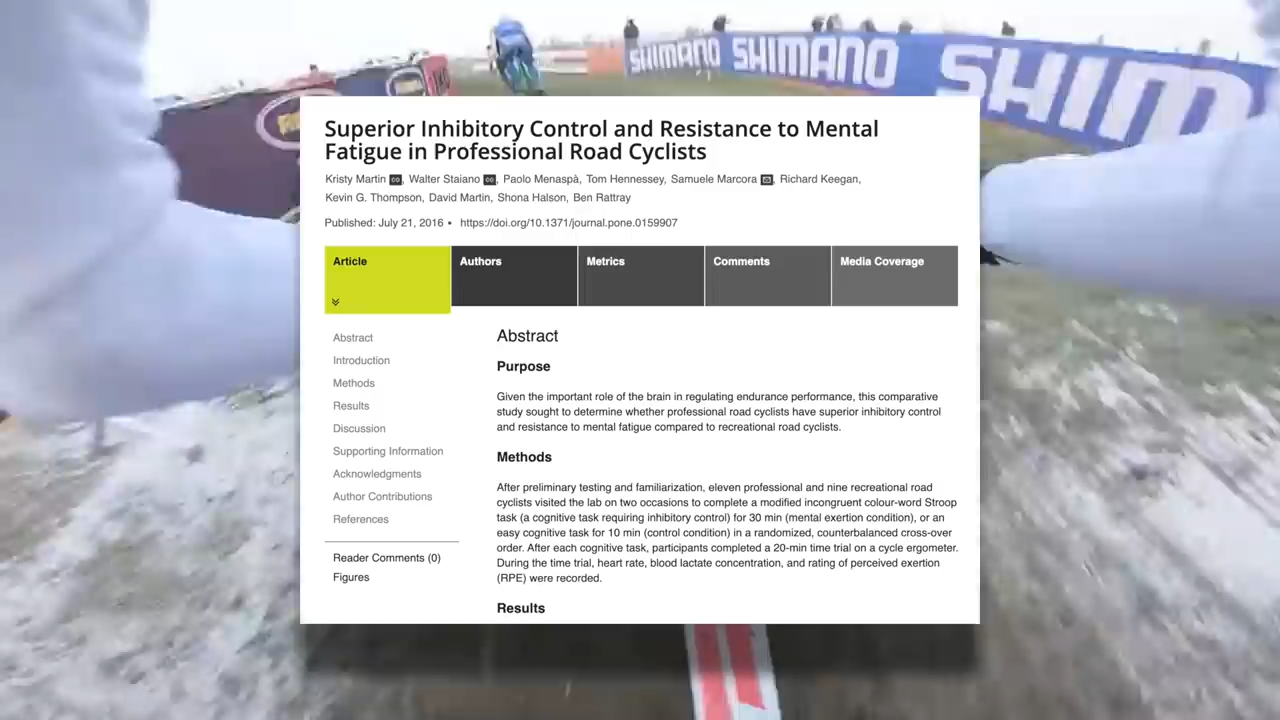 SHIMANO SHIMANO SHIM
Superior Inhibitory Control and Resistance to Mental
Fatigue in Professional Road Cyclists
Kristy Martin, Walter Staiano, Paolo Menaspà, Tom Hennessey, Samuele Marcora, Richard Keegan,
Kevin G. Thompson, David Martin, Shona Halson, Ben Rattray
Published: July 21, 2016 • https://doi.org/10.1371/journal.pone.0159907
Article Authors Metrics Comments Media Coverage
Abstract
Introduction
Methods
Results
Discussion
Supporting Information
Acknowledgments
Author Contributions
References
Reader Comments (0)
Figures
Abstract
Purpose
Given the important role of the brain in regulating endurance performance, this comparative
study sought to determine whether professional road cyclists have superior inhibitory control
and resistance to mental fatigue compared to recreational road cyclists.
Methods
After preliminary testing and familiarization, eleven professional and nine recreational road
cyclists visited the lab on two occasions to complete a modified incongruent colour-word Stroop
task (a cognitive task requiring inhibitory control) for 30 min (mental exertion condition), or an
easy cognitive task for 10 min (control condition) in a randomized, counterbalanced cross-over
order. After each cognitive task, participants completed a 20-min time trial on a cycle ergometer.
During the time trial, heart rate, blood lactate concentration, and rating of perceived exertion
(RPE) were recorded.
Results